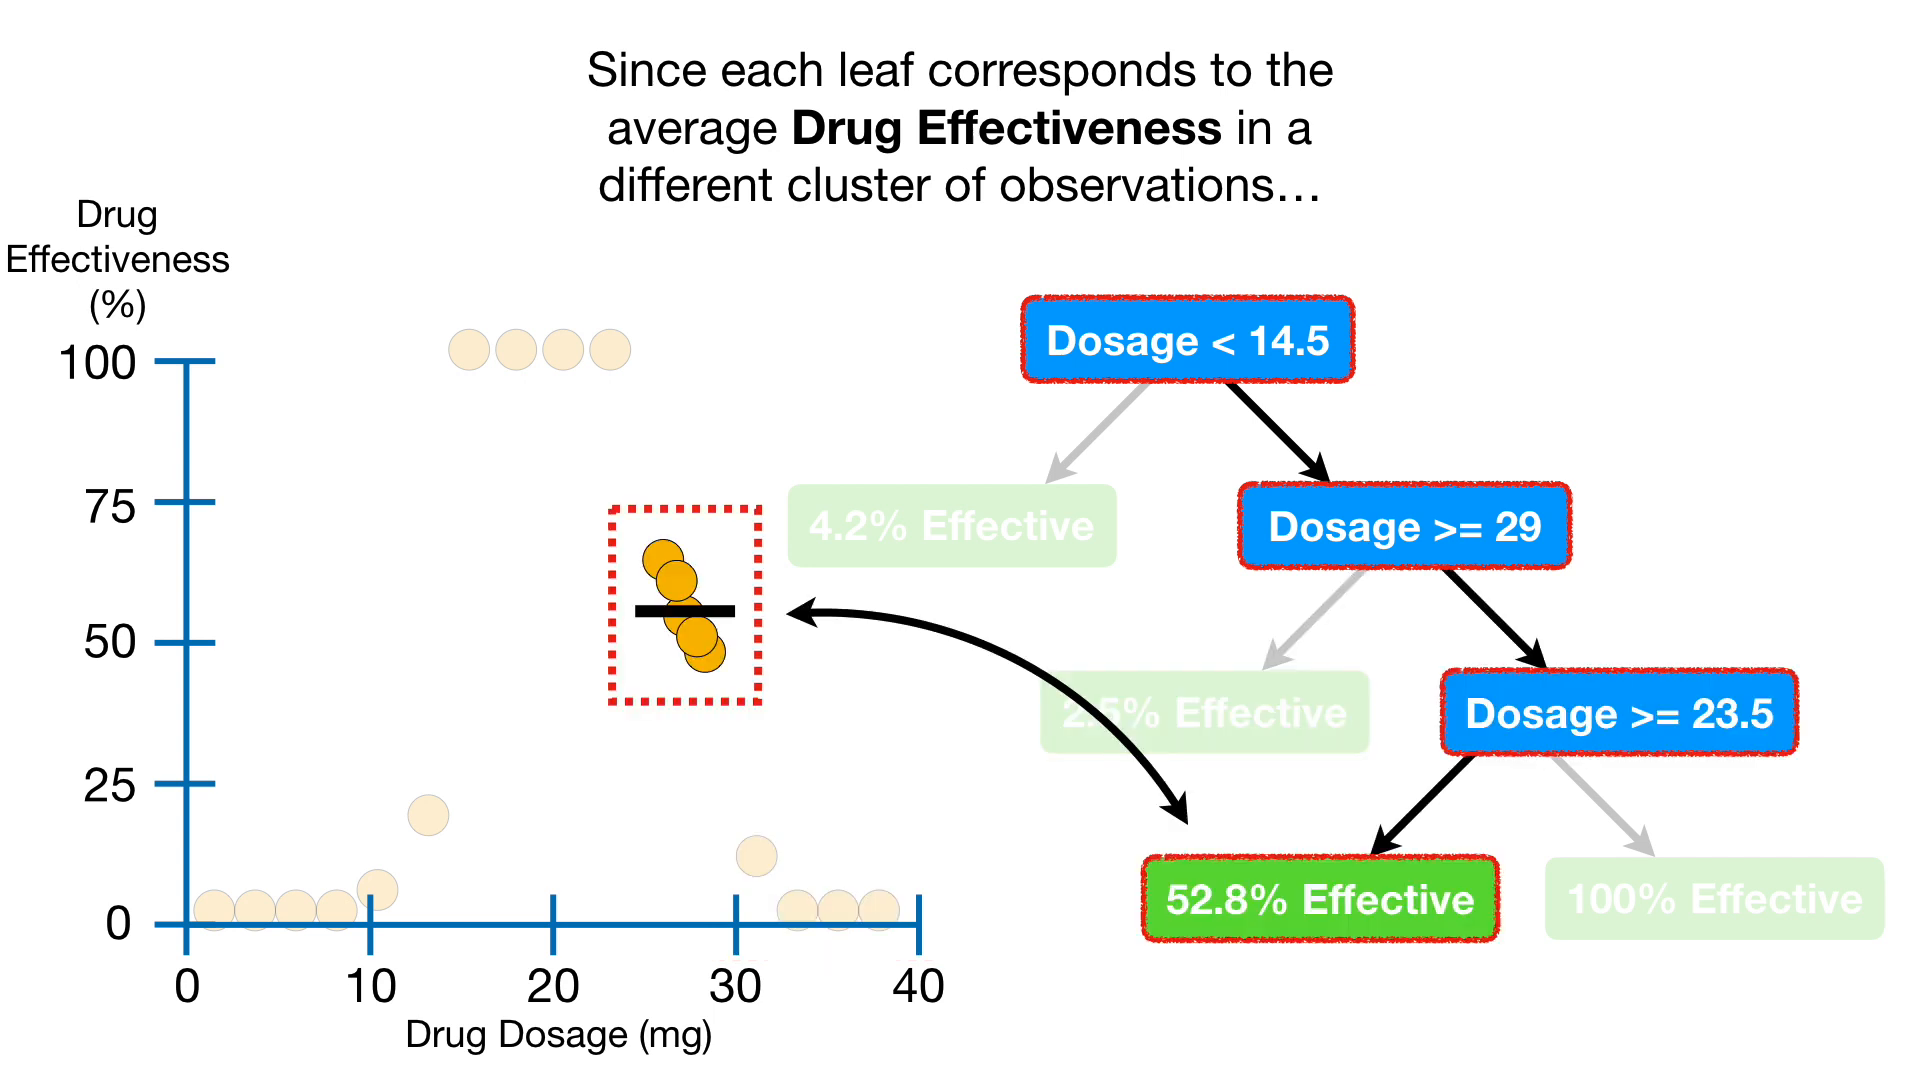 Since each leaf corresponds to the
average Drug Effectiveness in a
different cluster of observations…
Drug
Effectiveness
(%)
100
75
50
25
0
0 10 20 30 40
Drug Dosage (mg)
Dosage < 14.5
4.2% Effective
Dosage >= 29
2.5% Effective
Dosage >= 23.5
52.8% Effective
100% Effective